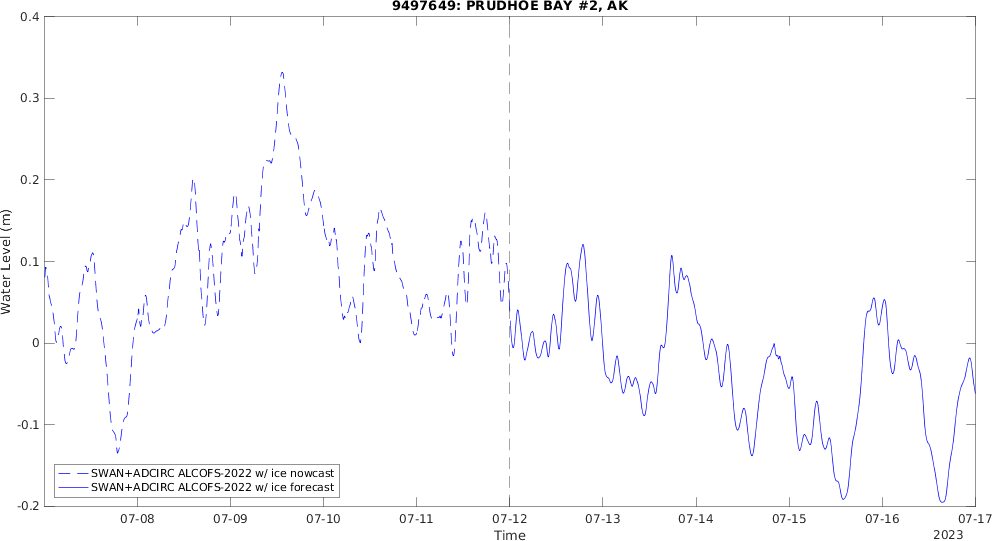 9497649: PRUDHOE BAY #2, AK
0.4
0.3
0.2
0.1
0
-0.1
-0.2
Water Level (m)
SWAN+ADCIRC ALCOFS-2022 w/ ice nowcast
SWAN+ADCIRC ALCOFS-2022 w/ ice forecast
07-08 07-09 07-10 07-11 07-12 07-13 07-14 07-15 07-16 07-17
Time
2023